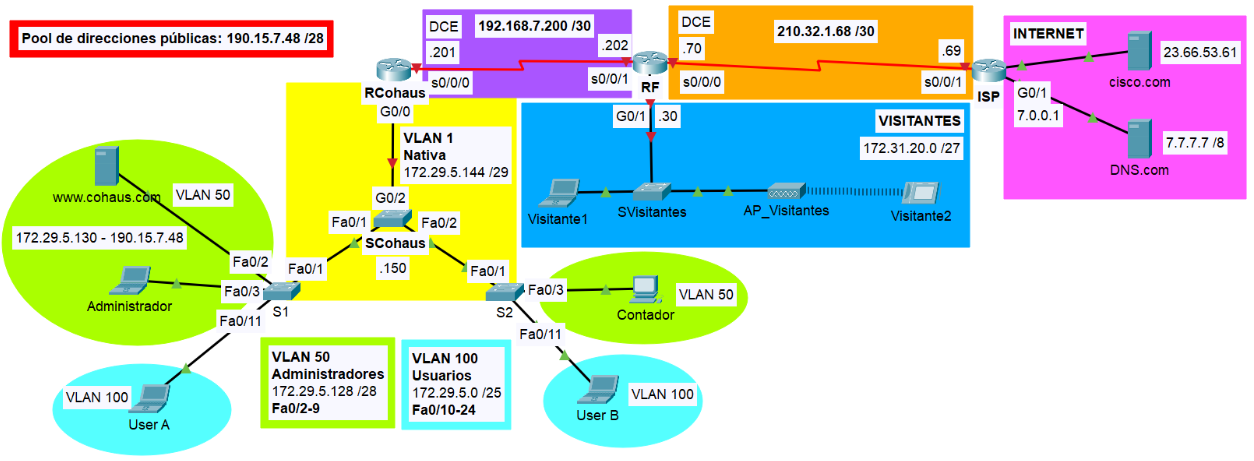 Pool de direcciones públicas: 190.15.7.48 /28
DCE
192.168.7.200 /30
.201
.202
s0/0/0
s0/0/1
RCohaus
G0/0
RF
DCE
210.32.1.68 /30
.70
.69
s0/0/0
s0/0/1
ISP
INTERNET
23.66.53.61
cisco.com
G0/1
7.0.0.1
7.7.7.7 /8
DNS.com
G0/1
.30
VISITANTES
172.31.20.0 /27
Visitante1
SVisitantes
AP_Visitantes
Visitante2
VLAN 1
Nativa
172.29.5.144 /29
G0/2
Fa0/1
Fa0/2
SCohaus
.150
Fa0/1
Fa0/1
www.cohaus.com
VLAN 50
172.29.5.130 - 190.15.7.48
Fa0/2
Administrador
Fa0/3
S1
Fa0/11
S2
Fa0/3
Contador
VLAN 50
Fa0/11
VLAN 50
Administradores
172.29.5.128 /28
Fa0/2-9
VLAN 100
Usuarios
172.29.5.0 /25
Fa0/10-24
VLAN 100
User A
User B
VLAN 100